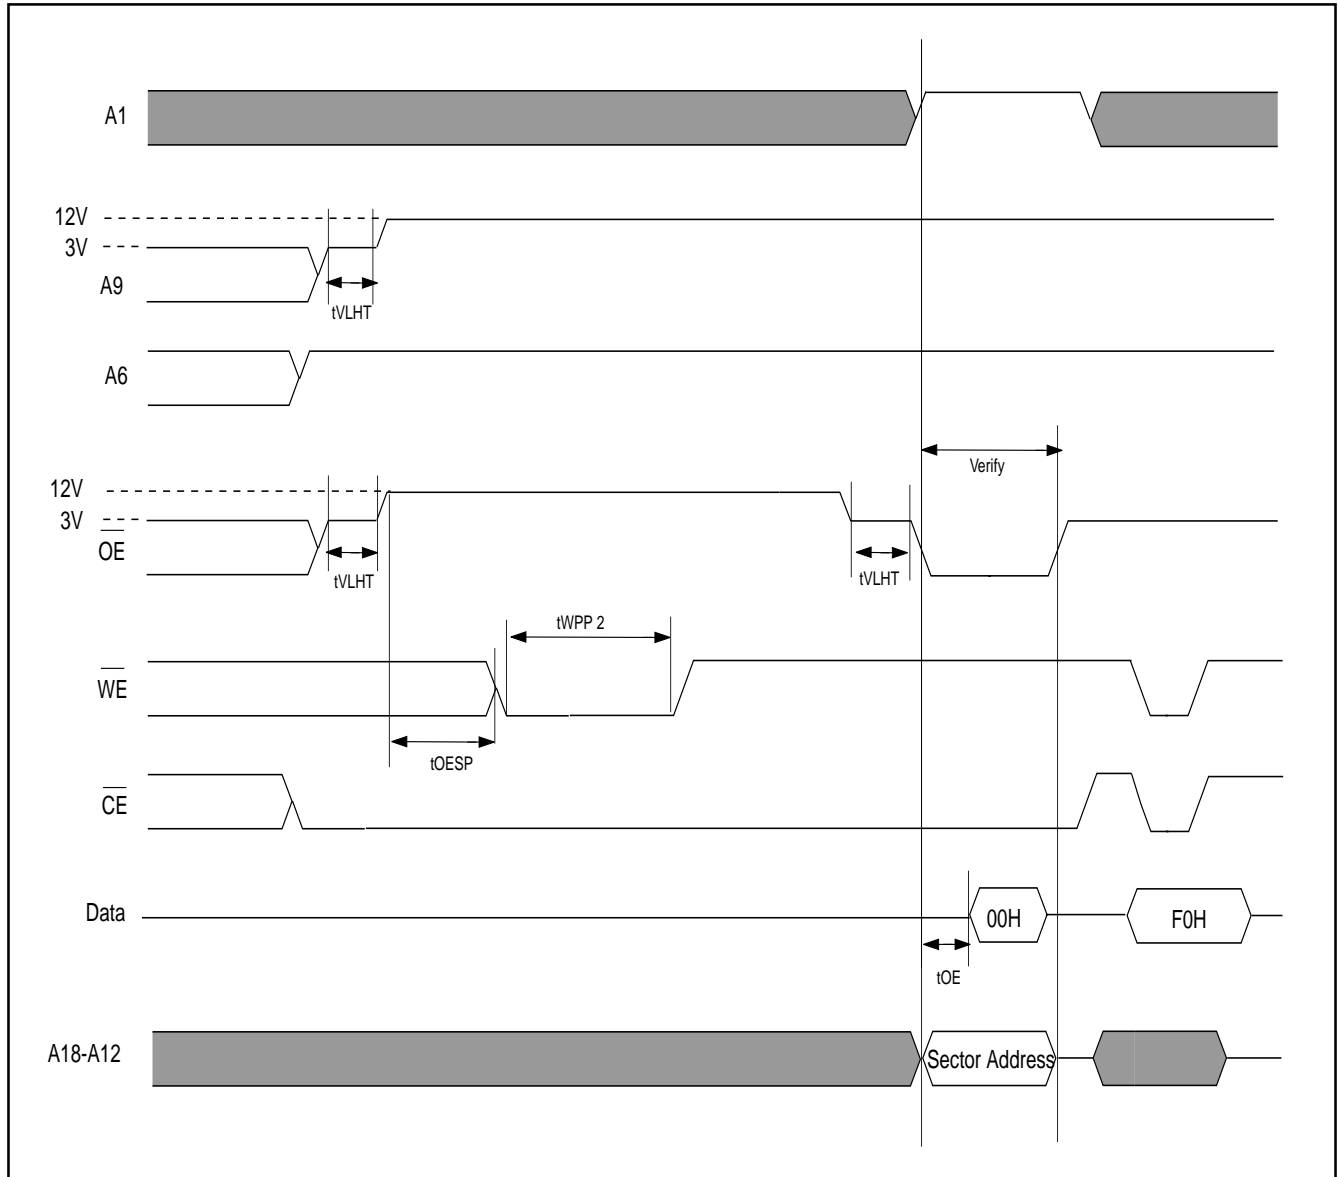 A1
12V
3V
A9
tVLHT
A6
Verify
12V
3V
OE
tVLHT
tVLHT
tWPP 2
WE
tOESP
CE
Data
00H
F0H
tOE
A18-A12
Sector Address